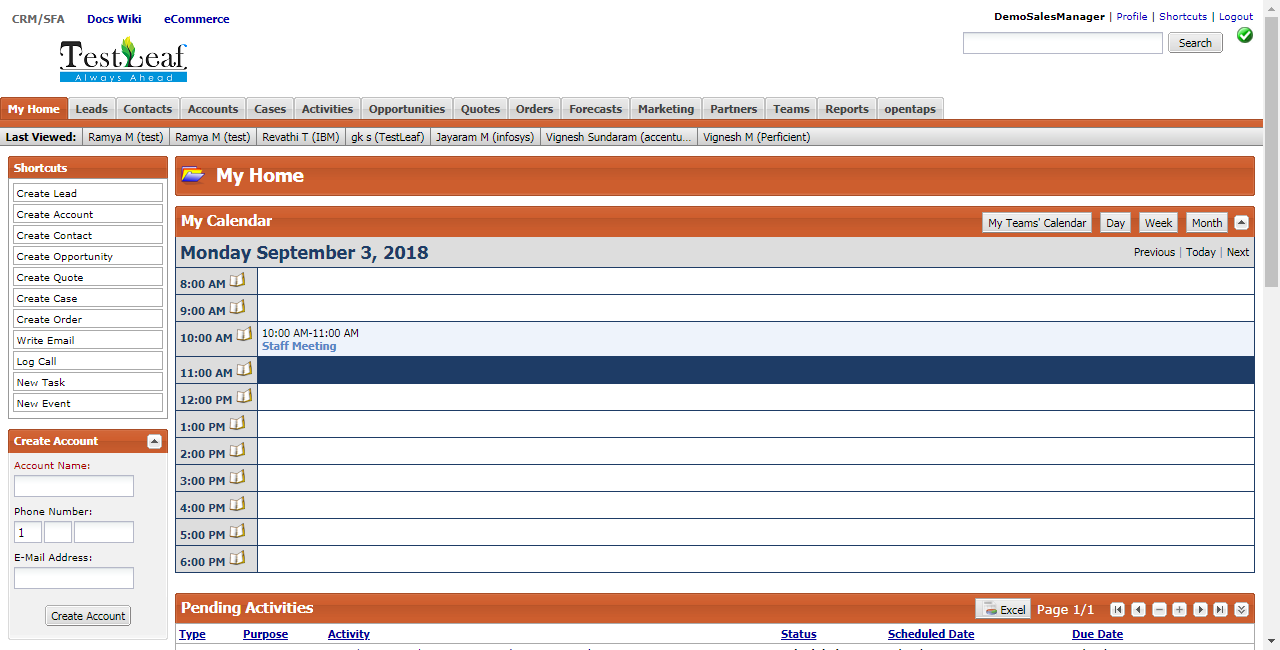 CRM/SFA Docs Wiki eCommerce
DemoSalesManager | Profile | Shortcuts | Logout
Search
TestLeaf
Always Ahead
My Home Leads Contacts Accounts Cases Activities Opportunities Quotes Orders Forecasts Marketing Partners Teams Reports opentaps
Last Viewed: Ramya M (test) Ramya M (test) Revathi T (IBM) gk s (TestLeaf) Jayaram M (infosys) Vignesh Sundaram (accentu... Vignesh M (Perficient)
Shortcuts
Create Lead
Create Account
Create Contact
Create Opportunity
Create Quote
Create Case
Create Order
Write Email
Log Call
New Task
New Event
Create Account
Account Name:
Phone Number:
1
E-Mail Address:
Create Account
My Home
My Calendar My Teams' Calendar Day Week Month
Monday September 3, 2018 Previous | Today | Next
8:00 AM
9:00 AM
10:00 AM 10:00 AM-11:00 AM
Staff Meeting
11:00 AM
12:00 PM
1:00 PM
2:00 PM
3:00 PM
4:00 PM
5:00 PM
6:00 PM
Pending Activities Excel Page 1/1
Type Purpose Activity Status Scheduled Date Due Date